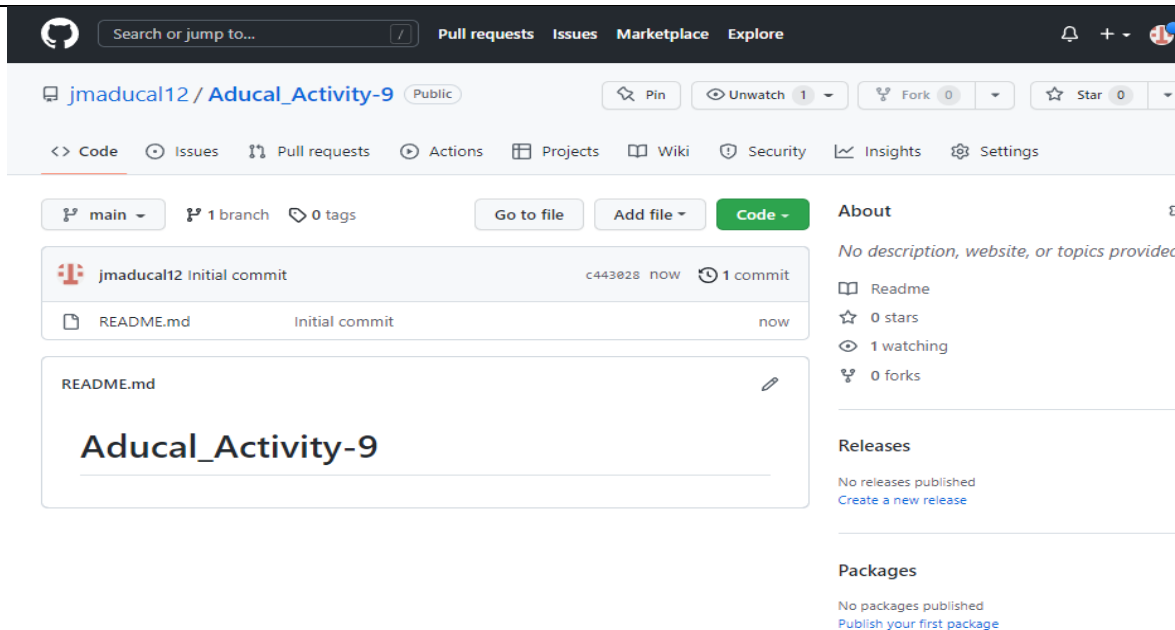 Search or jump to... /
Pull requests Issues Marketplace Explore
jmaducal12 / Aducal_Activity-9 Public
Pin Unwatch 1 Fork 0 Star 0
<> Code Issues Pull requests Actions Projects Wiki Security Insights Settings
main 1 branch 0 tags Go to file Add file Code
jmaducal12 Initial commit c443028 now 1 commit
README.md Initial commit now
README.md
Aducal_Activity-9
About
No description, website, or topics provided
Readme
0 stars
1 watching
0 forks
Releases
No releases published
Create a new release
Packages
No packages published
Publish your first package